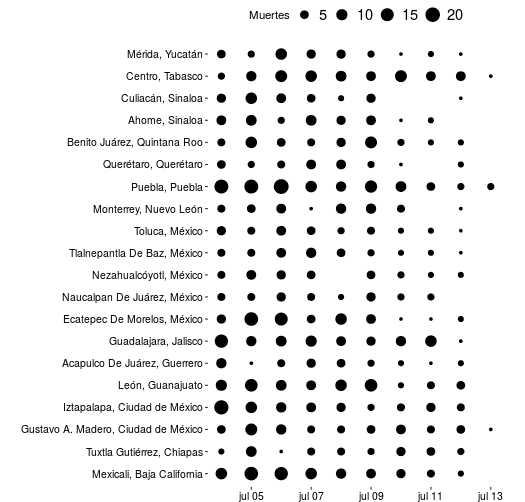 Muertes 5 10 15 20
Mérida, Yucatán
Centro, Tabasco
Culiacán, Sinaloa
Ahome, Sinaloa
Benito Juárez, Quintana Roo
Querétaro, Querétaro
Puebla, Puebla
Monterrey, Nuevo León
Toluca, México
Tlalnepantla De Baz, México
Nezahualcóyotl, México
Naucalpan De Juárez, México
Ecatepec De Morelos, México
Guadalajara, Jalisco
Acapulco De Juárez, Guerrero
León, Guanajuato
Iztapalapa, Ciudad de México
Gustavo A. Madero, Ciudad de México
Tuxtla Gutiérrez, Chiapas
Mexicali, Baja California
jul 05 jul 07 jul 09 jul 11 jul 13